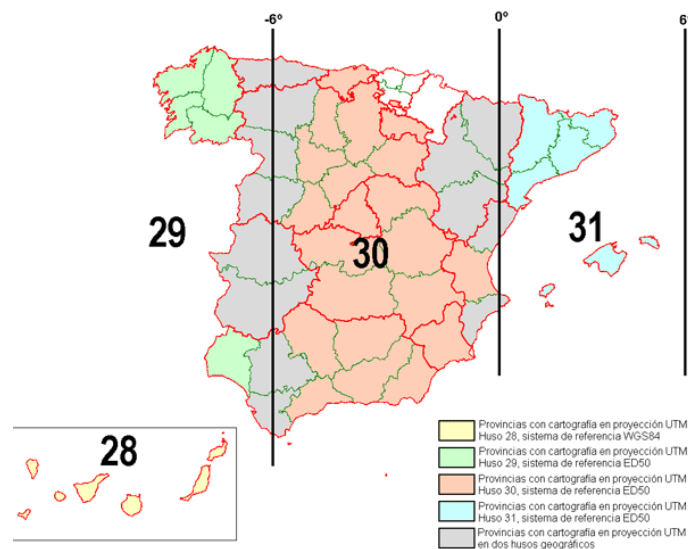 -6º
0º
6º
29
30
31
28
Provincias con cartografía en proyección UTM
Huso 28, sistema de referencia WGS84
Provincias con cartografía en proyección UTM
Huso 29, sistema de referencia ED50
Provincias con cartografía en proyección UTM
Huso 30, sistema de referencia ED50
Provincias con cartografía en proyección UTM
Huso 31, sistema de referencia ED50
Provincias con cartografía en proyección UTM
en dos husos geográficos